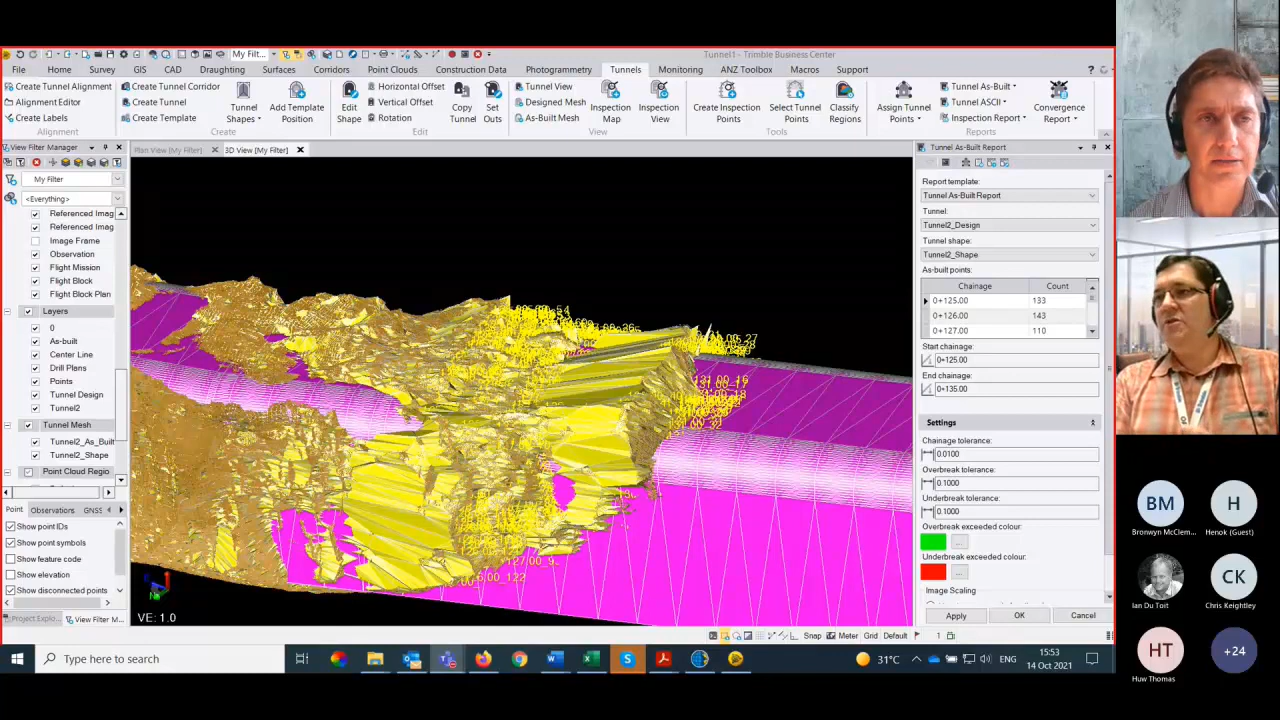 My Filt...
Tunnel1 - Trimble Business Center
File Home Survey GIS CAD Draughting Surfaces Corridors Point Clouds Construction Data Photogrammetry Tunnels Monitoring ANZ Toolbox Macros Support
Create Tunnel Alignment
Alignment Editor
Create Labels
Alignment
Create Tunnel Corridor
Create Tunnel
Create Template
Tunnel Shapes
Add Template Position
Create
Edit Shape
Horizontal Offset
Vertical Offset
Rotation
Copy Tunnel
Set Outs
Edit
Tunnel View
Designed Mesh
As-Built Mesh
Inspection Map
Inspection View
View
Create Inspection Points
Select Tunnel Points
Classify Regions
Tools
Assign Tunnel Points
Tunnel As-Built
Tunnel ASCII
Inspection Report
Convergence Report
Reports
View Filter Manager
My Filter
<Everything>
Referenced Imag
Referenced Imag
Image Frame
Observation
Flight Mission
Flight Block
Flight Block Plan
Layers
0
As-built
Center Line
Drill Plans
Points
Tunnel Design
Tunnel2
Tunnel Mesh
Tunnel2_As_Built
Tunnel2_Shape
Point Cloud Regio
Point Observations GNSS
Show point IDs
Show point symbols
Show feature code
Show elevation
Show disconnected points
Project Explo...
View Filter M...
Plan View [My Filter]
3D View [My Filter]
VE: 1.0
Tunnel As-Built Report
Report template:
Tunnel As-Built Report
Tunnel:
Tunnel2_Design
Tunnel shape:
Tunnel2_Shape
As-built points:
Chainage Count
0+125.00 133
0+126.00 143
0+127.00 110
Start chainage:
0+125.00
End chainage:
0+135.00
Settings
Chainage tolerance:
0.0100
Overbreak tolerance:
0.1000
Underbreak tolerance:
0.1000
Overbreak exceeded colour:
...
Underbreak exceeded colour:
...
Image Scaling
Apply OK Cancel
Snap Meter Grid Default 1
Type here to search
31°C
ENG
15:53
14 Oct 2021
BM
Bronwyn McClem...
H
Henok (Guest)
Ian Du Toit
CK
Chris Keightley
HT
Huw Thomas
+24